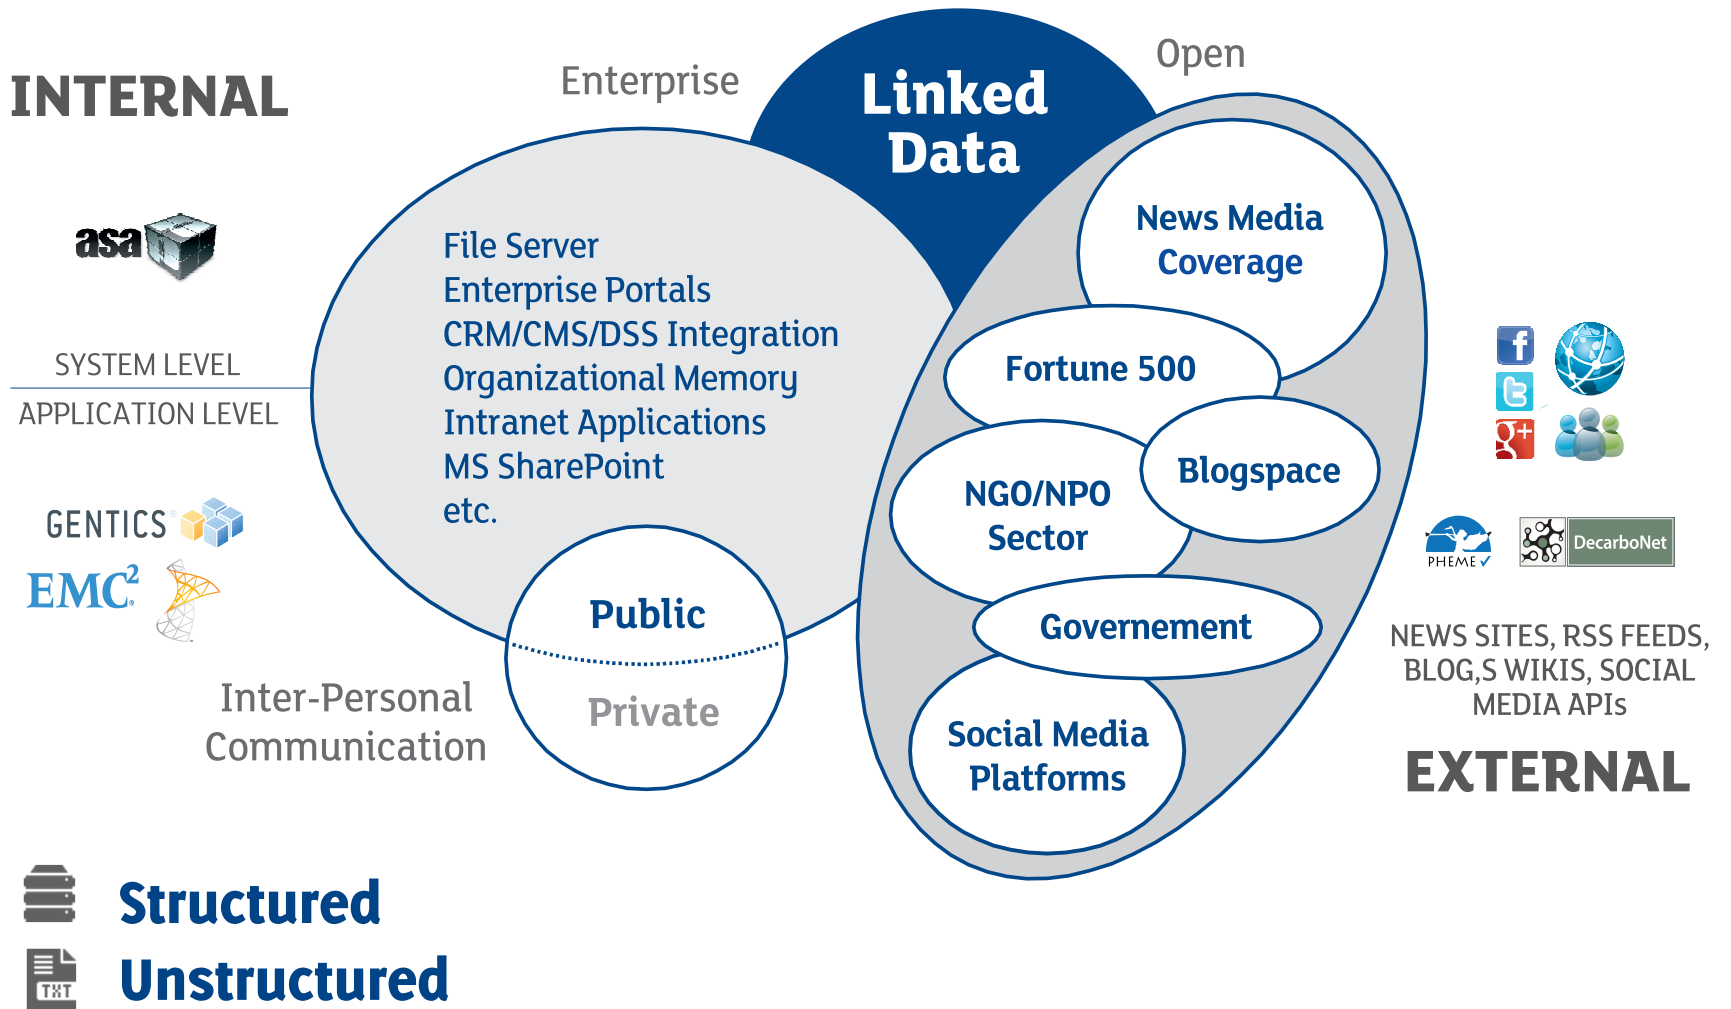 INTERNAL
Enterprise
Linked
Data
Open
asa
SYSTEM LEVEL
APPLICATION LEVEL
GENTICS®
EMC²
File Server
Enterprise Portals
CRM/CMS/DSS Integration
Organizational Memory
Intranet Applications
MS SharePoint
etc.
Public
Private
Inter-Personal
Communication
News Media
Coverage
Fortune 500
Blogspace
NGO/NPO
Sector
Governement
Social Media
Platforms
f
t
g+
PHEME
DecarboNet
NEWS SITES, RSS FEEDS,
BLOG,S WIKIS, SOCIAL
MEDIA APIs
EXTERNAL
Structured
TXT
Unstructured